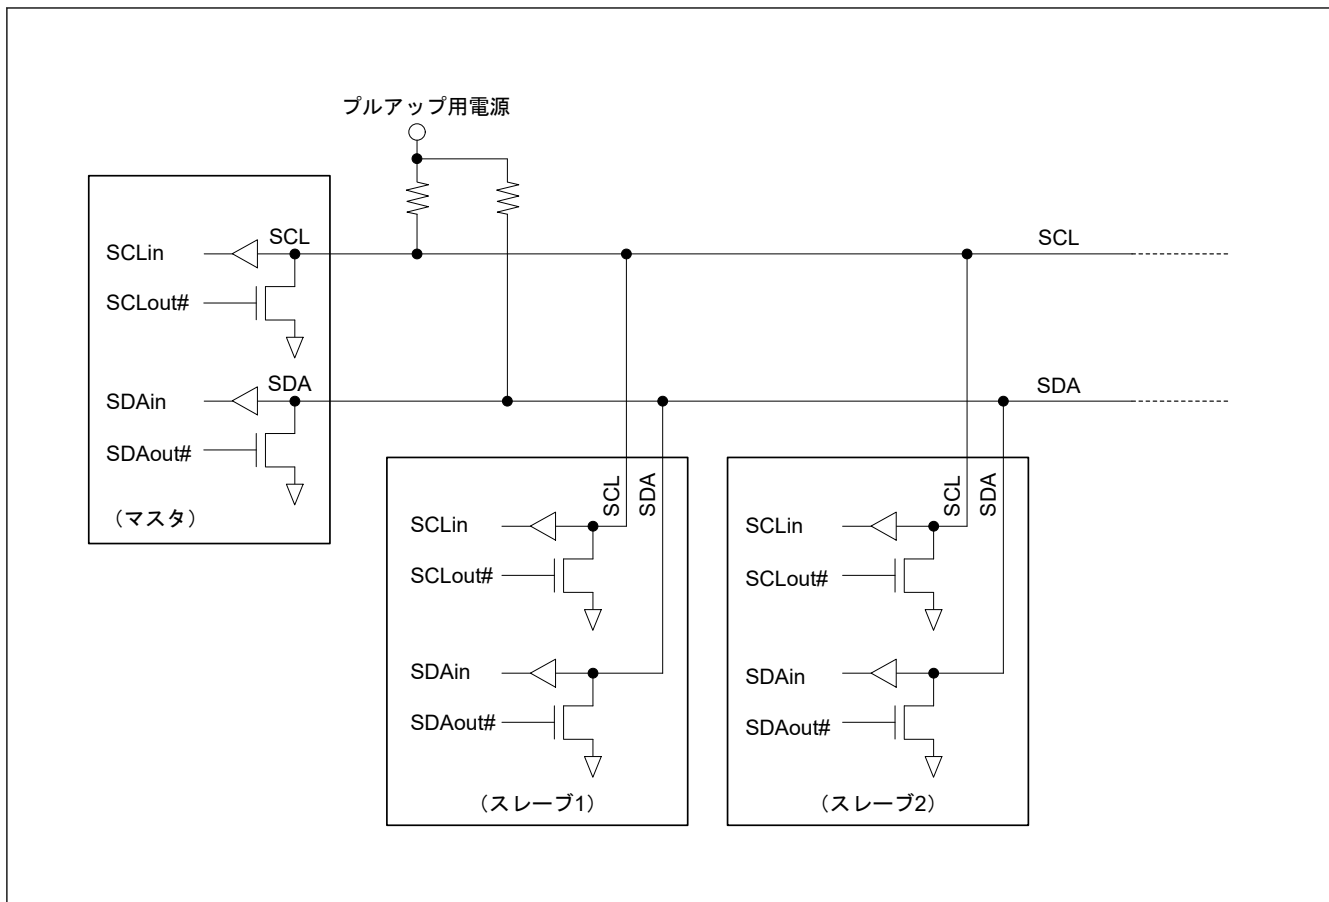 プルアップ用電源
SCL
SCLin
SCLout#
SDA
SDAin
SDAout#
（マスタ）
SCL
SDA
SCL
SDA
SCLin
SCLout#
SDAin
SDAout#
（スレーブ1）
SCL
SDA
SCLin
SCLout#
SDAin
SDAout#
（スレーブ2）